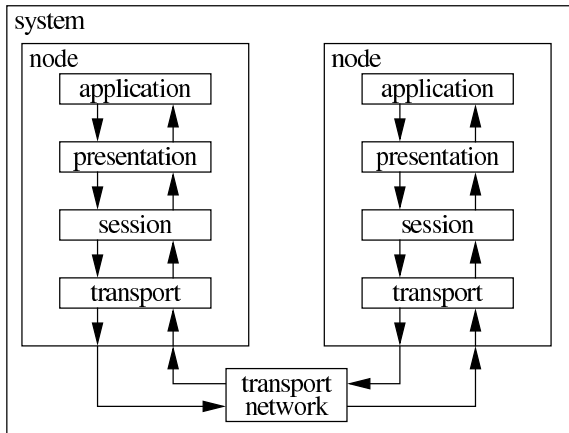 system
node
application
presentation
session
transport
node
application
presentation
session
transport
transport
network